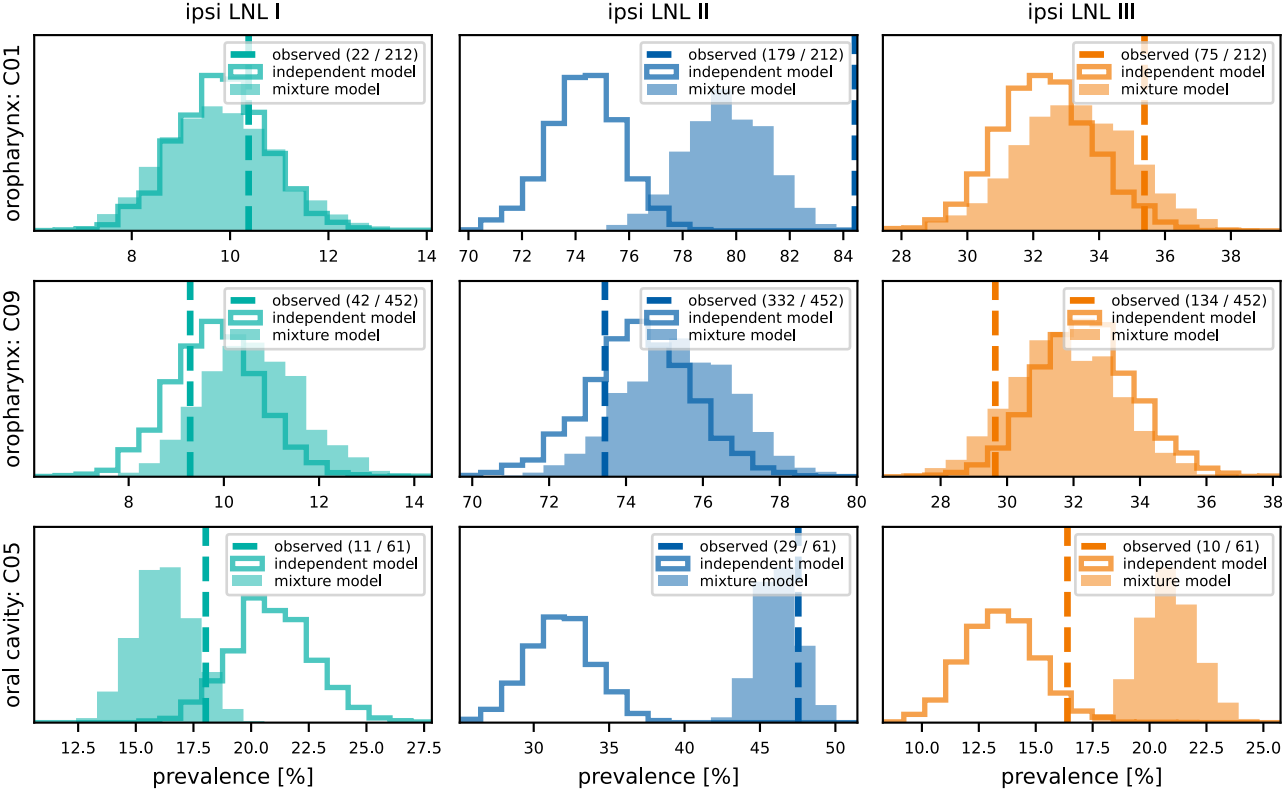 ipsi LNL I
ipsi LNL II
ipsi LNL III
oropharynx: C01
observed (22 / 212)
independent model
mixture model
8 10 12 14
observed (179 / 212)
independent model
mixture model
70 72 74 76 78 80 82 84
observed (75 / 212)
independent model
mixture model
28 30 32 34 36 38
oropharynx: C09
observed (42 / 452)
independent model
mixture model
8 10 12 14
observed (332 / 452)
independent model
mixture model
70 72 74 76 78 80
observed (134 / 452)
independent model
mixture model
28 30 32 34 36 38
oral cavity: C05
observed (11 / 61)
independent model
mixture model
12.5 15.0 17.5 20.0 22.5 25.0 27.5
prevalence [%]
observed (29 / 61)
independent model
mixture model
30 35 40 45 50
prevalence [%]
observed (10 / 61)
independent model
mixture model
10.0 12.5 15.0 17.5 20.0 22.5 25.0
prevalence [%]